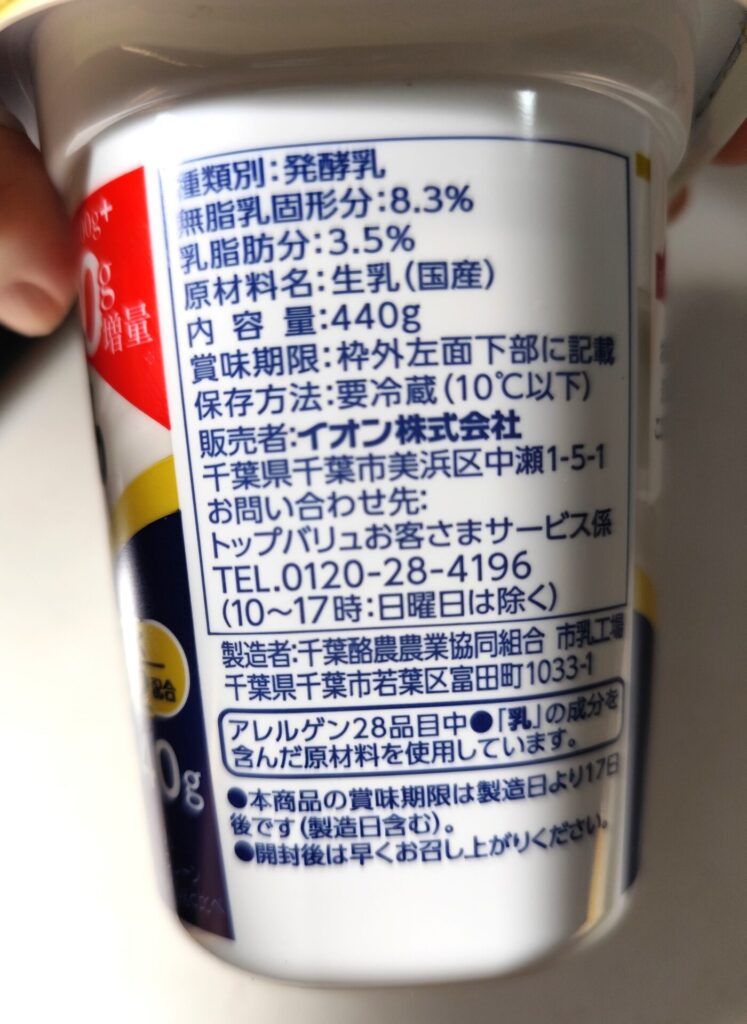 種類別：発酵乳
無脂乳固形分：8.3%
乳脂肪分：3.5%
原材料名：生乳（国産）
内容量：440g
賞味期限：枠外左面下部に記載
保存方法：要冷蔵（10℃以下）
販売者：イオン株式会社
千葉県千葉市美浜区中瀬1-5-1
お問い合わせ先：
トップバリュお客さまサービス係
TEL.0120-28-4196
（10～17時：日曜日は除く）
製造者：千葉酪農農業協同組合 市乳工場
千葉県千葉市若葉区富田町1033-1
アレルゲン28品目中●「乳」の成分を
含んだ原材料を使用しています。
●本商品の賞味期限は製造日より17日
後です（製造日含む）。
●開封後は早くお召し上がりください。
0g+
0g
増量
配合
40g